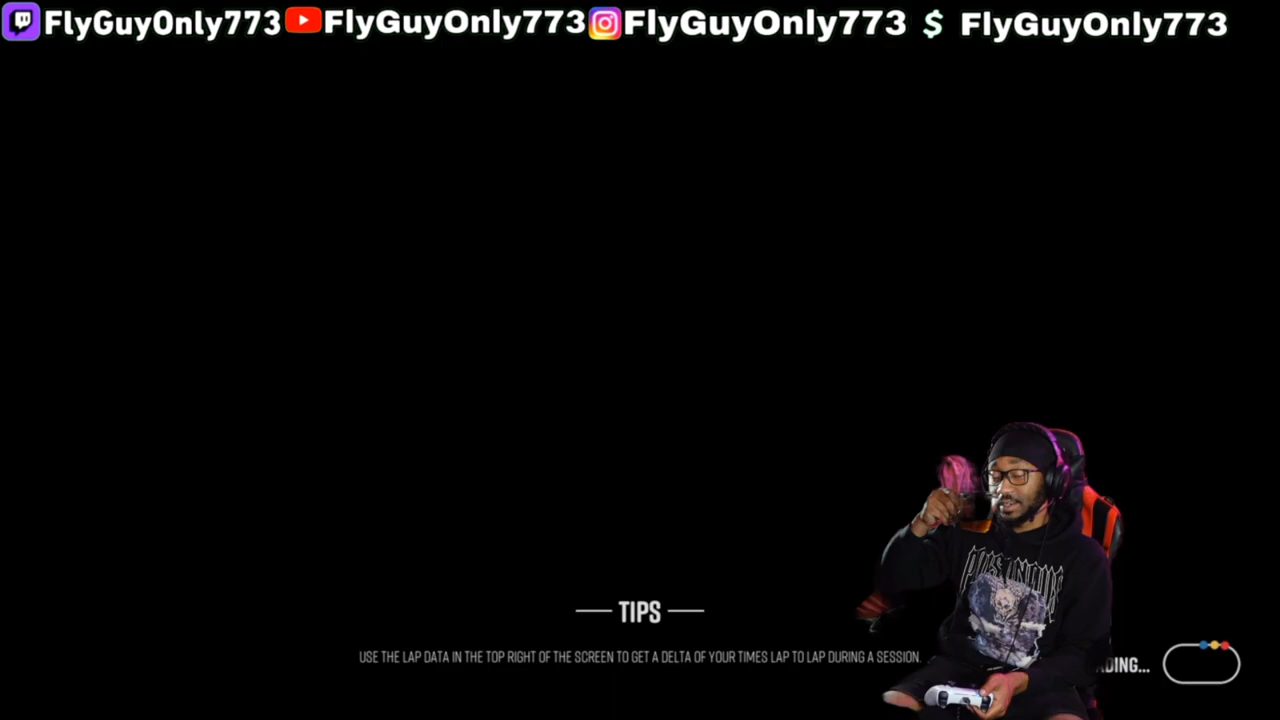 FlyGuyOnly773 FlyGuyOnly773 FlyGuyOnly773 $ FlyGuyOnly773
TIPS
USE THE LAP DATA IN THE TOP RIGHT OF THE SCREEN TO GET A DELTA OF YOUR TIMES LAP TO LAP DURING A SESSION.
ADING...